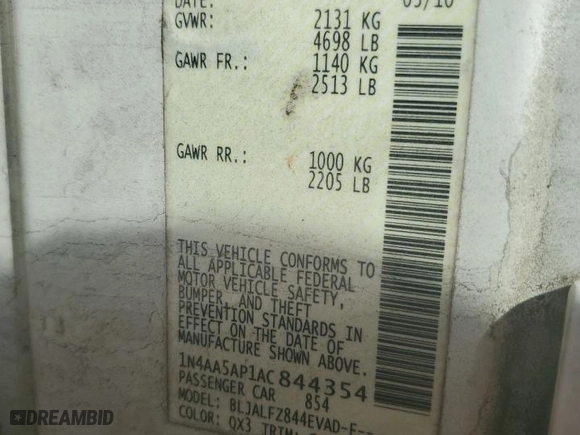 DATE:
GVWR: 2131 KG
4698 LB
GAWR FR.: 1140 KG
2513 LB
GAWR RR.: 1000 KG
2205 LB
THIS VEHICLE CONFORMS TO
ALL APPLICABLE FEDERAL
MOTOR VEHICLE SAFETY,
BUMPER, AND THEFT
PREVENTION STANDARDS IN
EFFECT ON THE DATE OF
MANUFACTURE SHOWN ABOVE.
1N4AA5AP1AC844354
PASSENGER CAR 854
MODEL: BLJALFZ844EVAD-E--
COLOR: QX3 TRIM:
DREAMBID